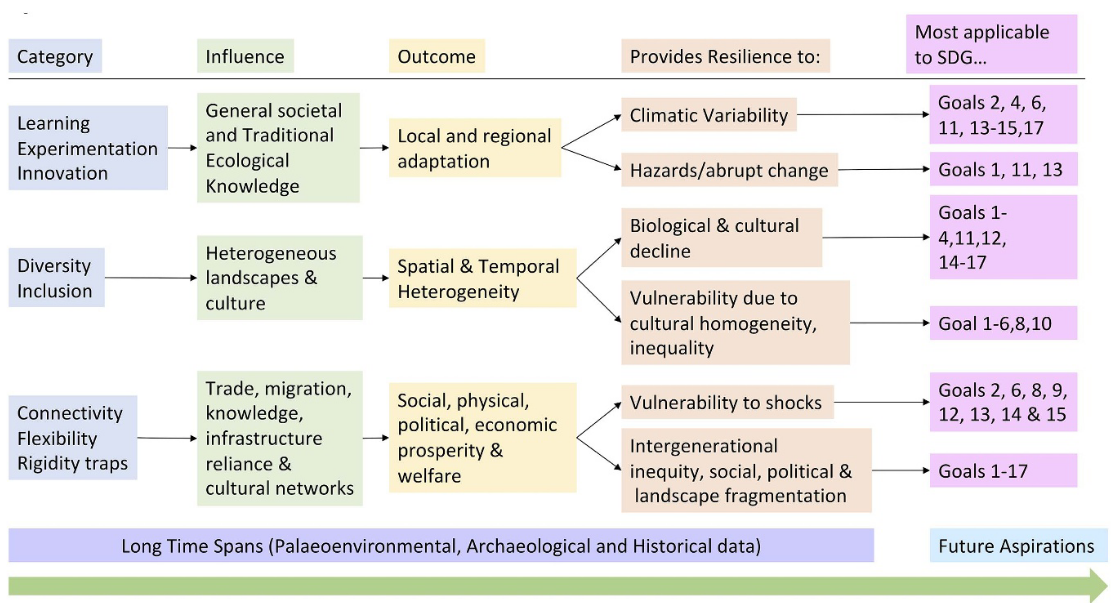 Category
Influence
Outcome
Provides Resilience to:
Most applicable
to SDG…
Learning
Experimentation
Innovation
General societal
and Traditional
Ecological
Knowledge
Local and regional
adaptation
Climatic Variability
Goals 2, 4, 6,
11, 13-15,17
Hazards/abrupt change
Goals 1, 11, 13
Diversity
Inclusion
Heterogeneous
landscapes &
culture
Spatial & Temporal
Heterogeneity
Biological & cultural
decline
Goals 1-
4,11,12,
14-17
Vulnerability due to
cultural homogeneity,
inequality
Goal 1-6,8,10
Connectivity
Flexibility
Rigidity traps
Trade, migration,
knowledge,
infrastructure
reliance &
cultural networks
Social, physical,
political, economic
prosperity &
welfare
Vulnerability to shocks
Goals 2, 6, 8, 9,
12, 13, 14 & 15
Intergenerational
inequity, social, political &
landscape fragmentation
Goals 1-17
Long Time Spans (Palaeoenvironmental, Archaeological and Historical data)
Future Aspirations